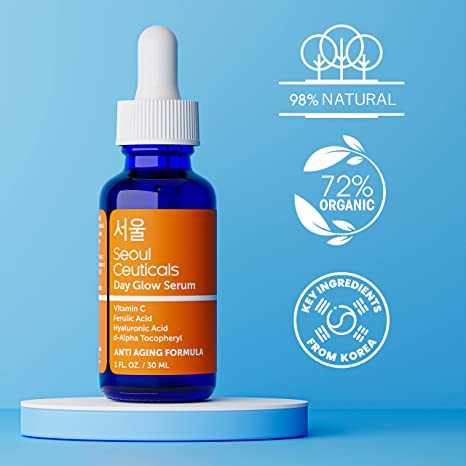 서울
Seoul
Ceuticals
Day Glow Serum
Vitamin C
Ferulic Acid
Hyaluronic Acid
d-Alpha Tocopheryl
ANTI AGING FORMULA
1 FL. OZ. / 30 ML
98% NATURAL
72%
ORGANIC
KEY INGREDIENTS
FROM KOREA